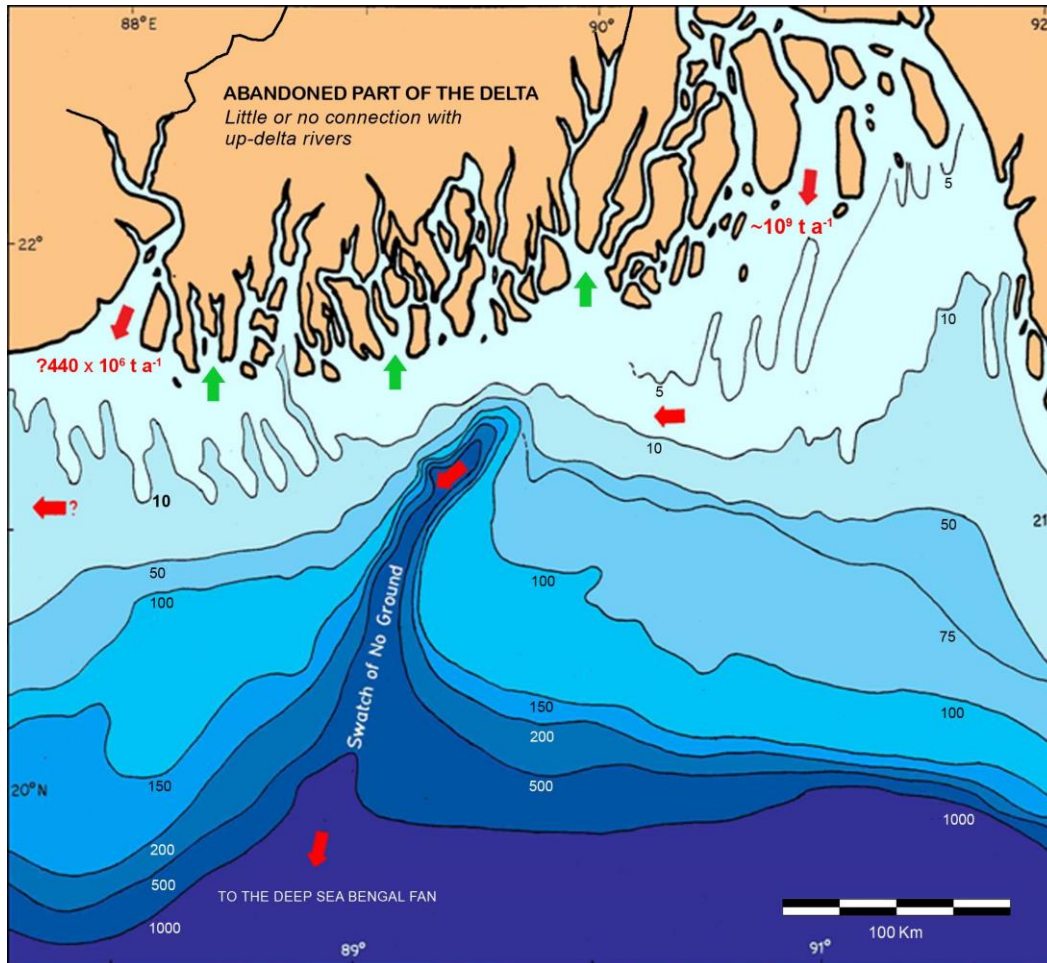 88° E
90°
92
ABANDONED PART OF THE DELTA
Little or no connection with
up-delta rivers
5
22°
~10⁹ t a⁻¹
?440 x 10⁶ t a⁻¹
10
5
10
?
10
50
21°
50
100
100
75
Swatch of No Ground
150
100
200
150
20°N
500
1000
200
500
1000
TO THE DEEP SEA BENGAL FAN
100 Km
89°
91°